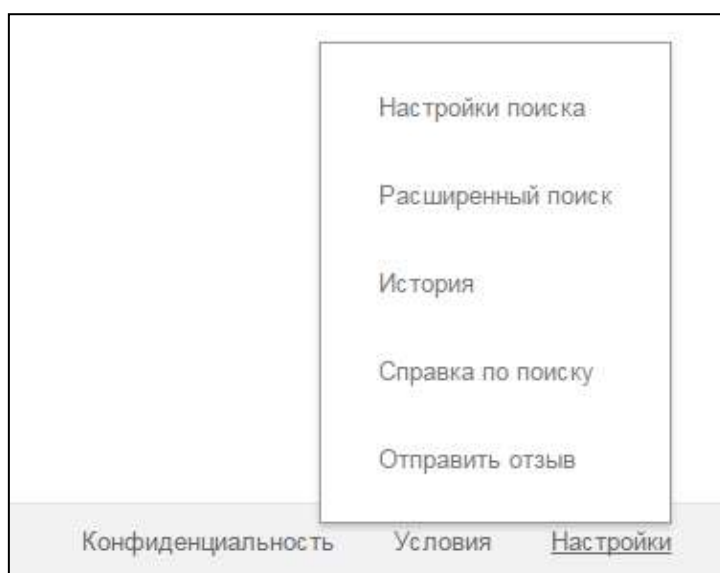 Настройки поиска
Расширенный поиск
История
Справка по поиску
Отправить отзыв
Конфиденциальность Условия Настройки